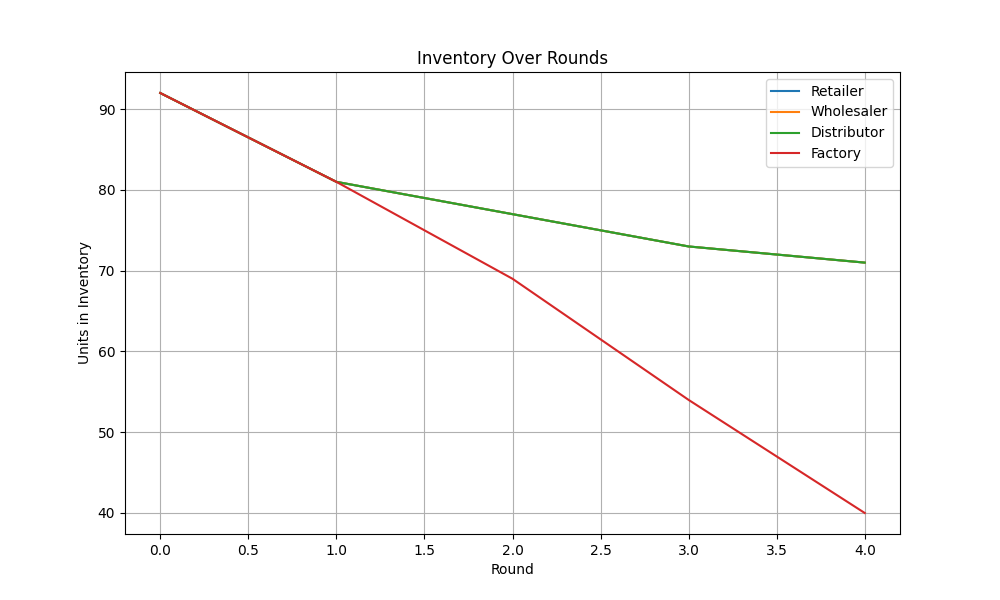 Inventory Over Rounds
Retailer
Wholesaler
Distributor
Factory
Units in Inventory
90
80
70
60
50
40
0.0 0.5 1.0 1.5 2.0 2.5 3.0 3.5 4.0
Round